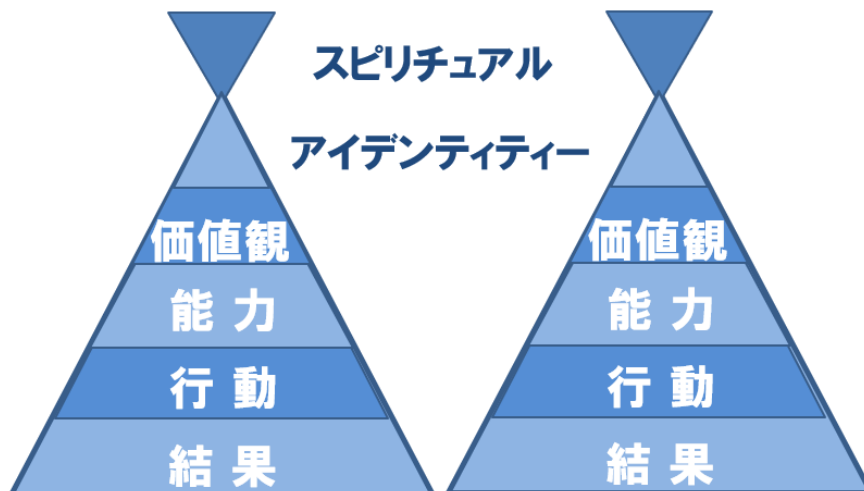 スピリチュアル
アイデンティティー
価値観
能力
行動
結果
価値観
能力
行動
結果